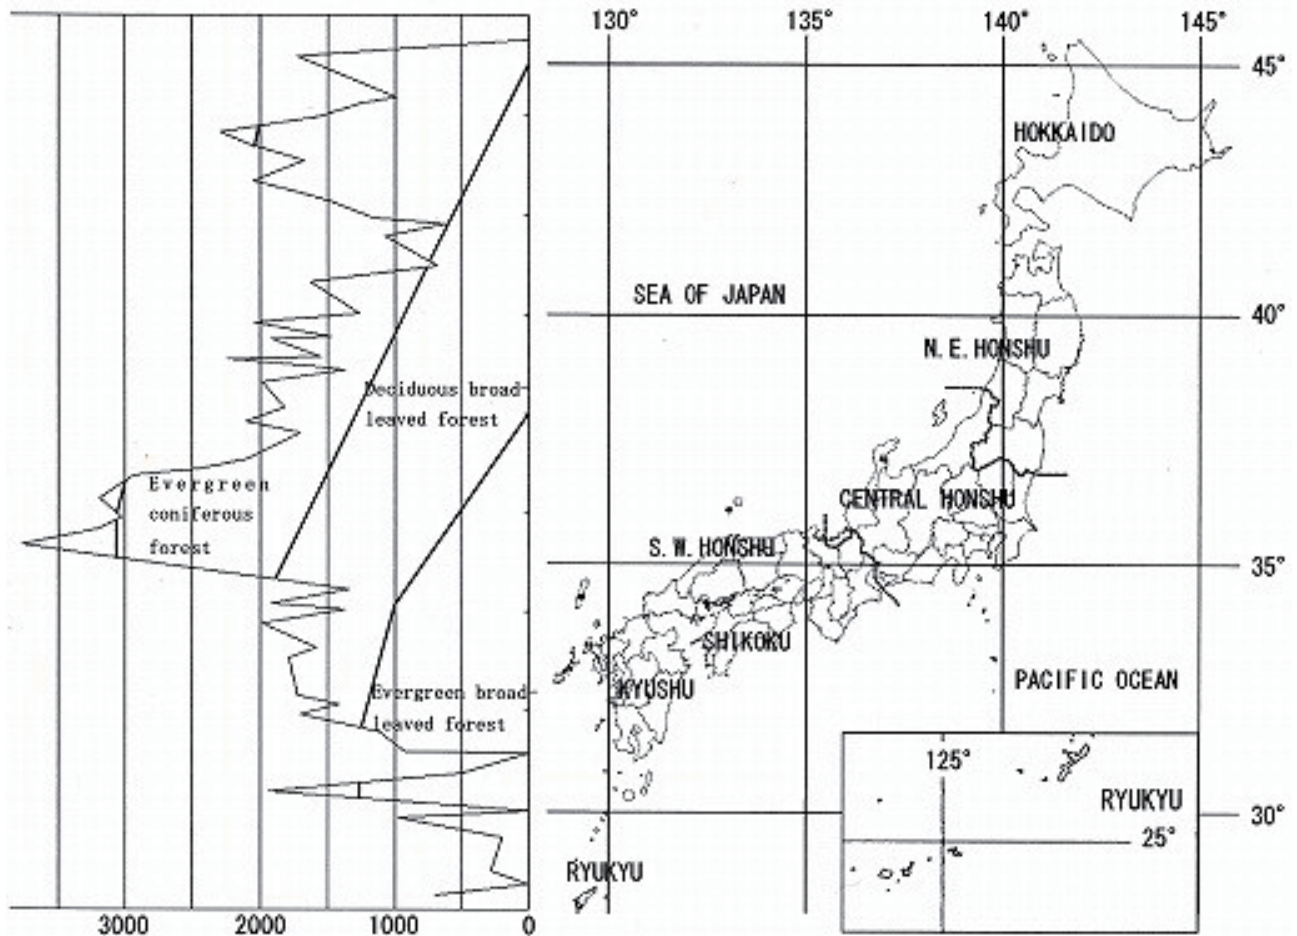 130°
135°
140°
145°
45°
HOKKAIDO
SEA OF JAPAN
40°
N.E.HONSHU
Deciduous broad
leaved forest
Evergreen
coniferous
forest
CENTRAL HONSHU
S.W.HONSHU
35°
SHIKOKU
KYUSHU
PACIFIC OCEAN
Evergreen broad
leaved forest
125°
RYUKYU
25°
30°
RYUKYU
3000
2000
1000
0